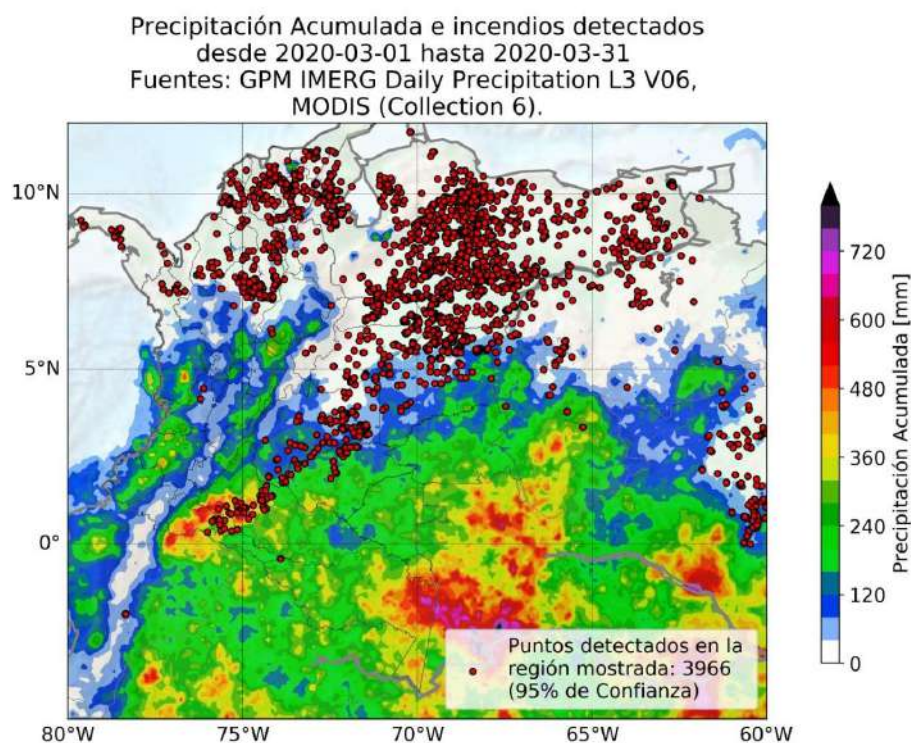 Precipitación Acumulada e incendios detectados
desde 2020-03-01 hasta 2020-03-31
Fuentes: GPM IMERG Daily Precipitation L3 V06,
MODIS (Collection 6).
10°N
5°N
0°
80°W
75°W
70°W
65°W
60°W
Puntos detectados en la
región mostrada: 3966
(95% de Confianza)
720
600
480
360
240
120
0
Precipitación Acumulada [mm]